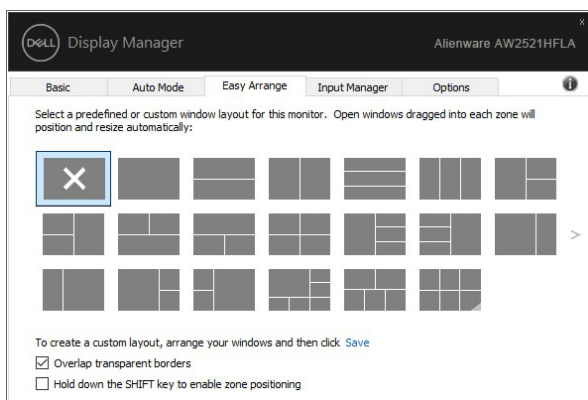 DELL Display Manager Alienware AW2521HFLA
Basic Auto Mode Easy Arrange Input Manager Options
Select a predefined or custom window layout for this monitor. Open windows dragged into each zone will
position and resize automatically:
To create a custom layout, arrange your windows and then click Save
Overlap transparent borders
Hold down the SHIFT key to enable zone positioning